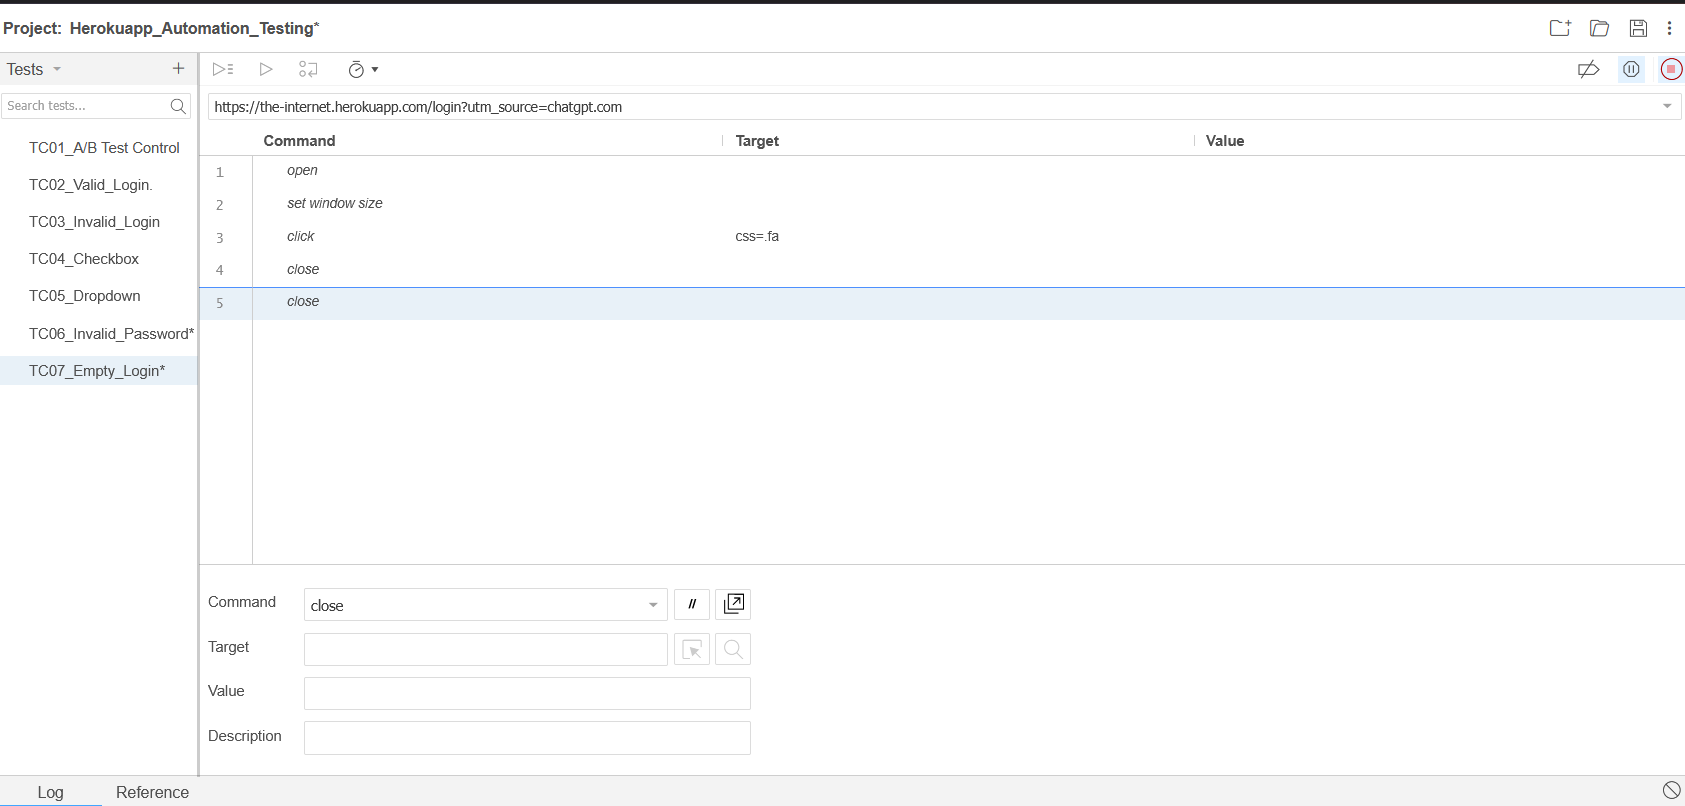 Project: Herokuapp_Automation_Testing*
Tests
Search tests...
TC01_A/B Test Control
TC02_Valid_Login.
TC03_Invalid_Login
TC04_Checkbox
TC05_Dropdown
TC06_Invalid_Password*
TC07_Empty_Login*
https://the-internet.herokuapp.com/login?utm_source=chatgpt.com
Command Target Value
1 open
2 set window size
3 click css=.fa
4 close
5 close
Command close //
Target
Value
Description
Log Reference